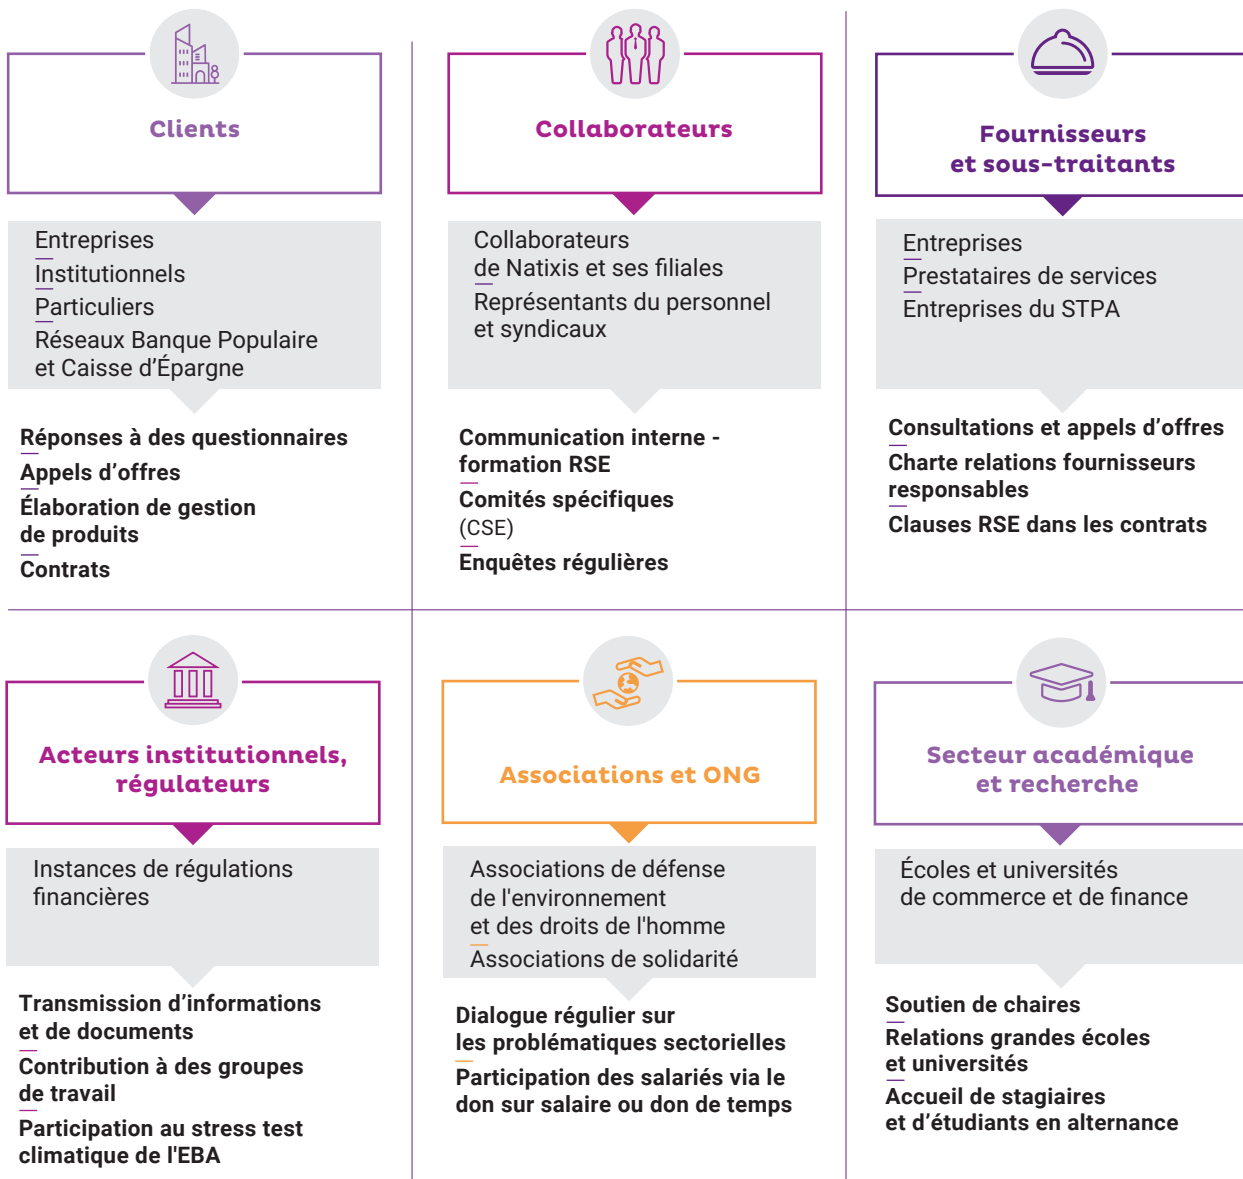 Clients
Entreprises
Institutionnels
Particuliers
Réseaux Banque Populaire
et Caisse d’Épargne
Réponses à des questionnaires
Appels d’offres
Élaboration de gestion
de produits
Contrats
Collaborateurs
Collaborateurs
de Natixis et ses filiales
Représentants du personnel
et syndicaux
Communication interne -
formation RSE
Comités spécifiques
(CSE)
Enquêtes régulières
Fournisseurs
et sous-traitants
Entreprises
Prestataires de services
Entreprises du STPA
Consultations et appels d’offres
Charte relations fournisseurs
responsables
Clauses RSE dans les contrats
Acteurs institutionnels,
régulateurs
Instances de régulations
financières
Transmission d’informations
et de documents
Contribution à des groupes
de travail
Participation au stress test
climatique de l'EBA
Associations et ONG
Associations de défense
de l'environnement
et des droits de l'homme
Associations de solidarité
Dialogue régulier sur
les problématiques sectorielles
Participation des salariés via le
don sur salaire ou don de temps
Secteur académique
et recherche
Écoles et universités
de commerce et de finance
Soutien de chaires
Relations grandes écoles
et universités
Accueil de stagiaires
et d’étudiants en alternance